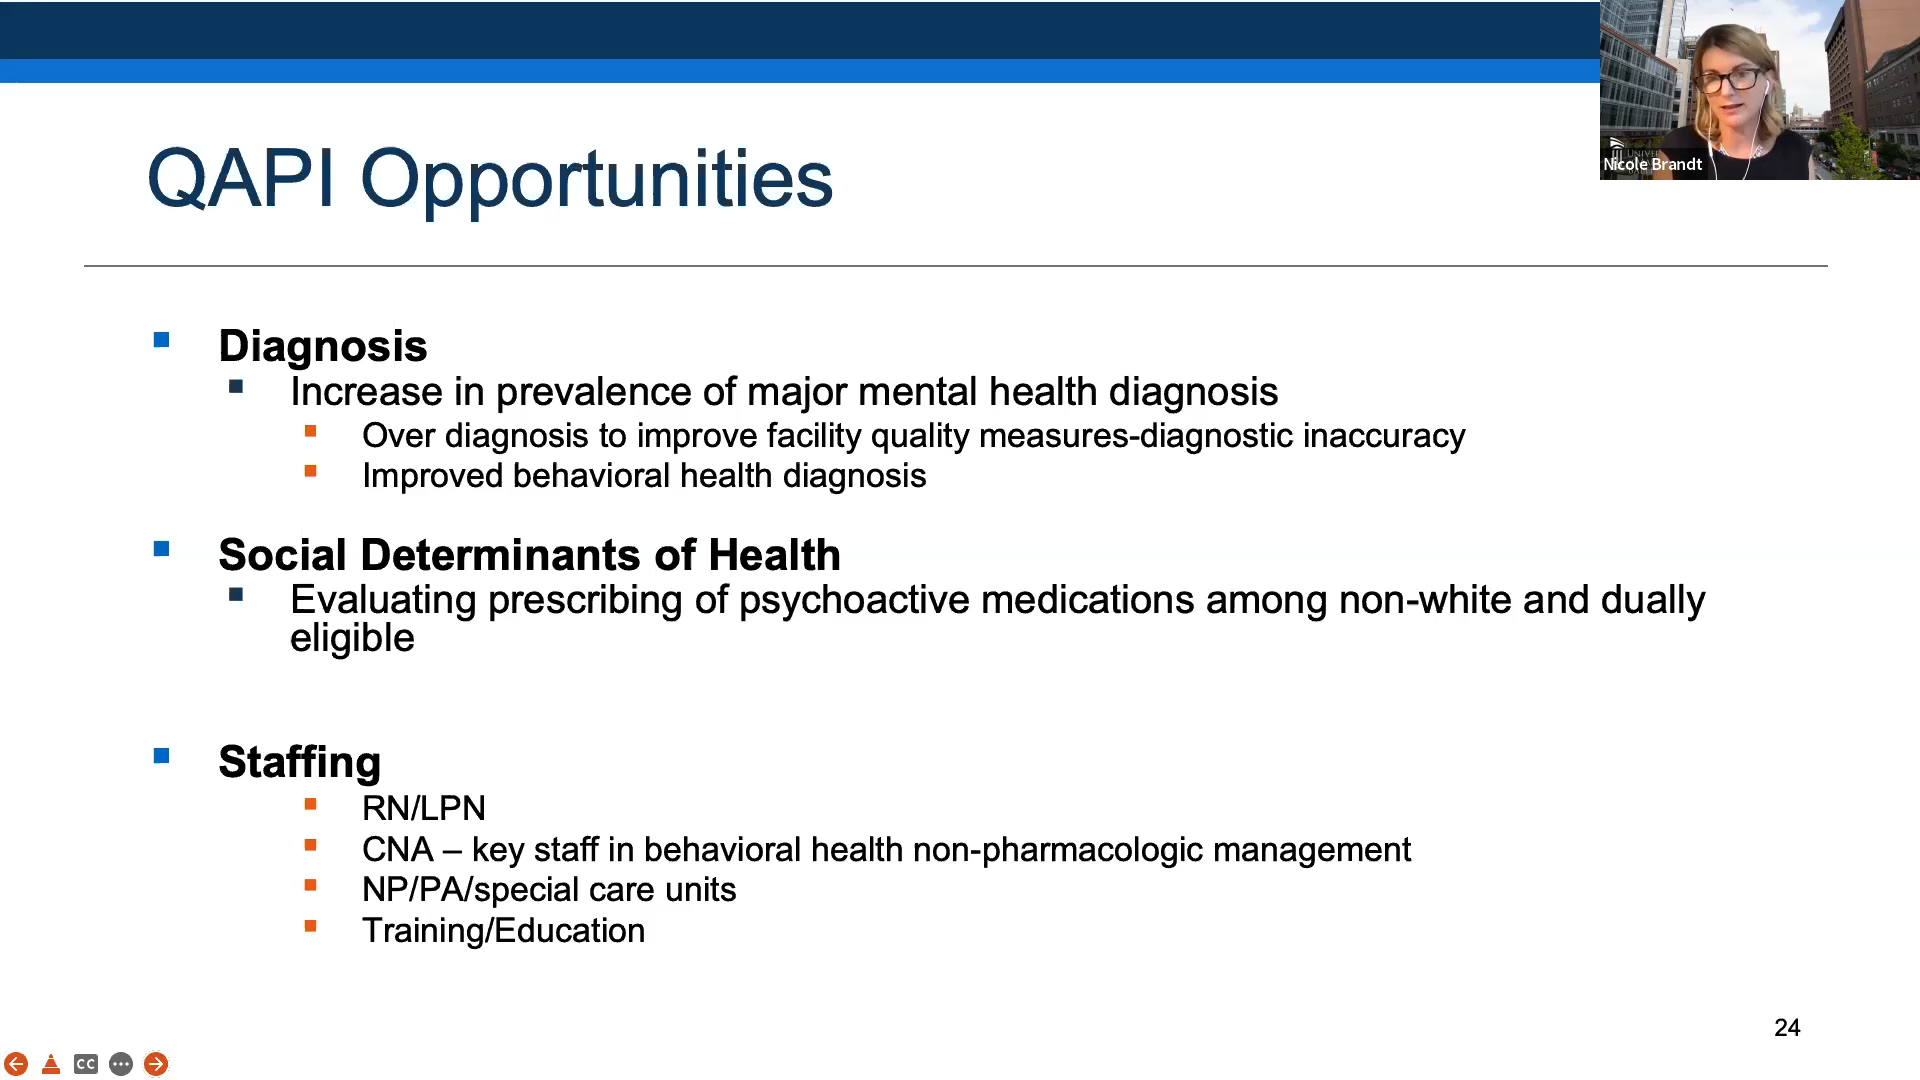 QAPI Opportunities
Nicole Brandt
Diagnosis
Increase in prevalence of major mental health diagnosis
Over diagnosis to improve facility quality measures-diagnostic inaccuracy
Improved behavioral health diagnosis
Social Determinants of Health
Evaluating prescribing of psychoactive medications among non-white and dually
eligible
Staffing
RN/LPN
CNA – key staff in behavioral health non-pharmacologic management
NP/PA/special care units
Training/Education
24
CC